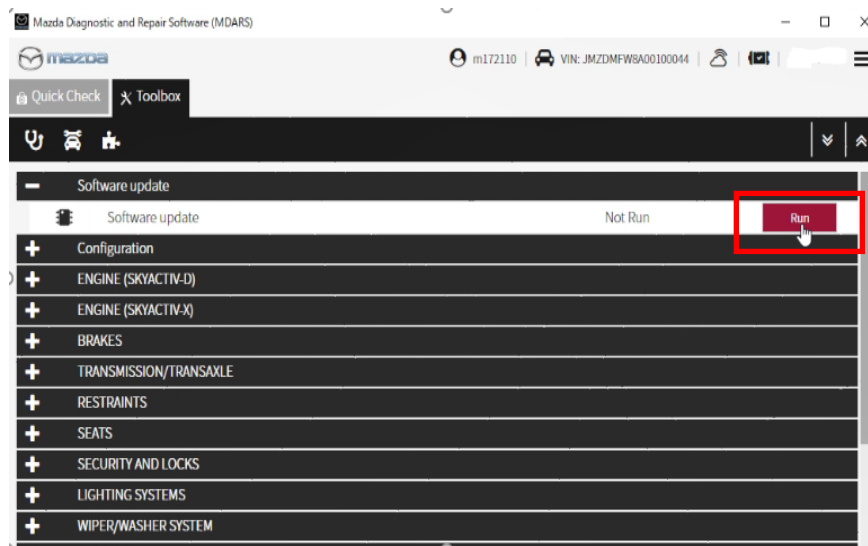 Mazda Diagnostic and Repair Software (MDARS)
mazda m172110 VIN: JMZDMFW8A00100044
Quick Check Toolbox
Software update
Software update Not Run Run
Configuration
ENGINE (SKYACTIV-D)
ENGINE (SKYACTIV-X)
BRAKES
TRANSMISSION/TRANSAXLE
RESTRAINTS
SEATS
SECURITY AND LOCKS
LIGHTING SYSTEMS
WIPER/WASHER SYSTEM